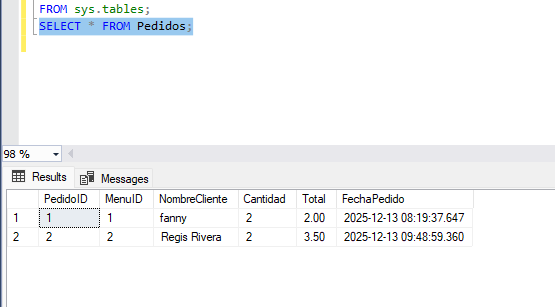 FROM sys.tables;
SELECT * FROM Pedidos;
98 %
Results Messages
PedidoID MenuID NombreCliente Cantidad Total FechaPedido
1 1 1 fanny 2 2.00 2025-12-13 08:19:37.647
2 2 2 Regis Rivera 2 3.50 2025-12-13 09:48:59.360